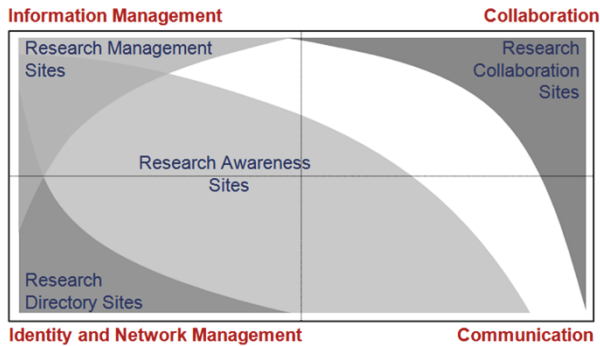 Information Management
Collaboration
Research Management
Sites
Research
Collaboration
Sites
Research Awareness
Sites
Research
Directory Sites
Identity and Network Management
Communication